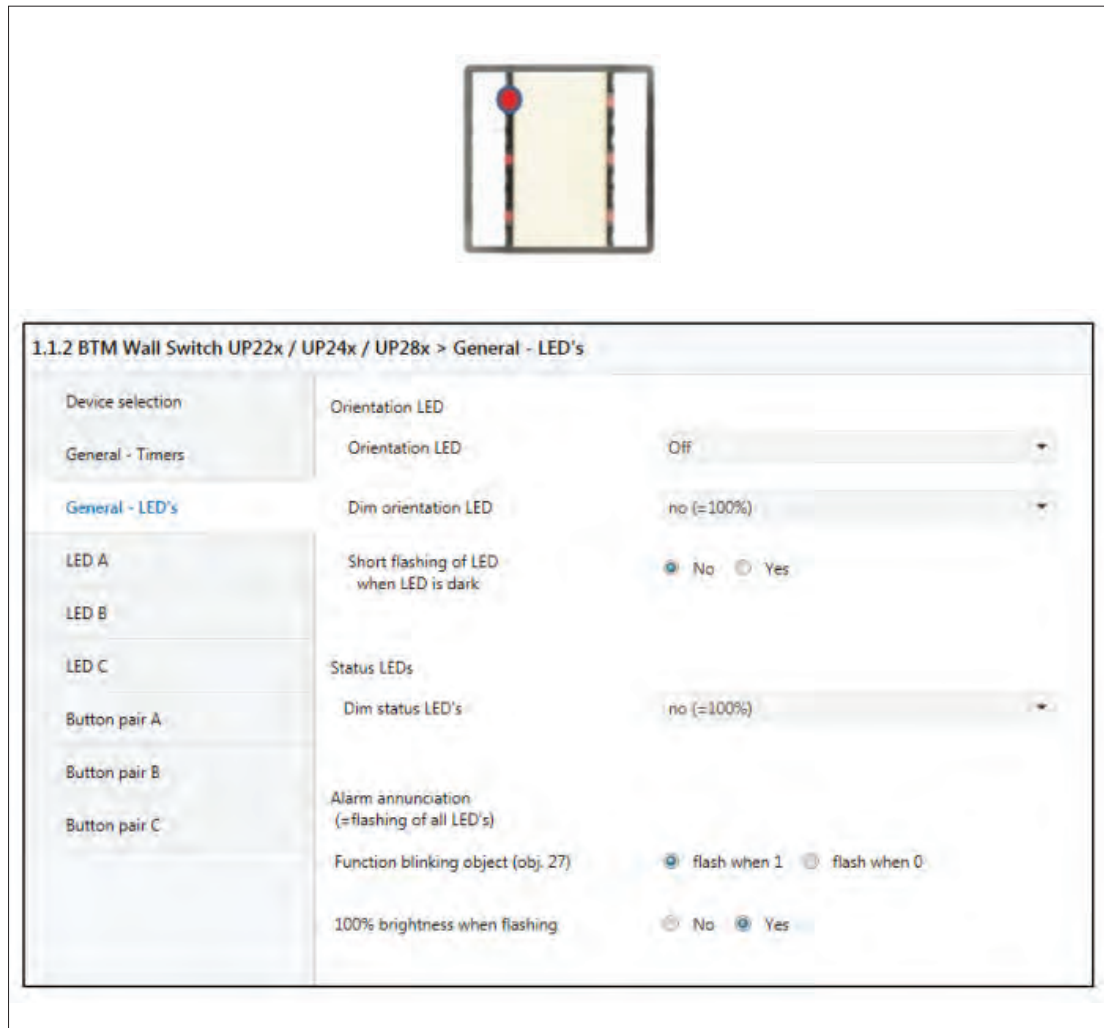 1.1.2 BTM Wall Switch UP22x / UP24x / UP28x > General - LED's
Device selection
General - Timers
General - LED's
LED A
LED B
LED C
Button pair A
Button pair B
Button pair C
Orientation LED
Orientation LED
Off
Dim orientation LED
no (=100%)
Short flashing of LED
when LED is dark
No
Yes
Status LEDs
Dim status LED's
no (=100%)
Alarm annunciation
(=flashing of all LED's)
Function blinking object (obj. 27)
flash when 1
flash when 0
100% brightness when flashing
No
Yes